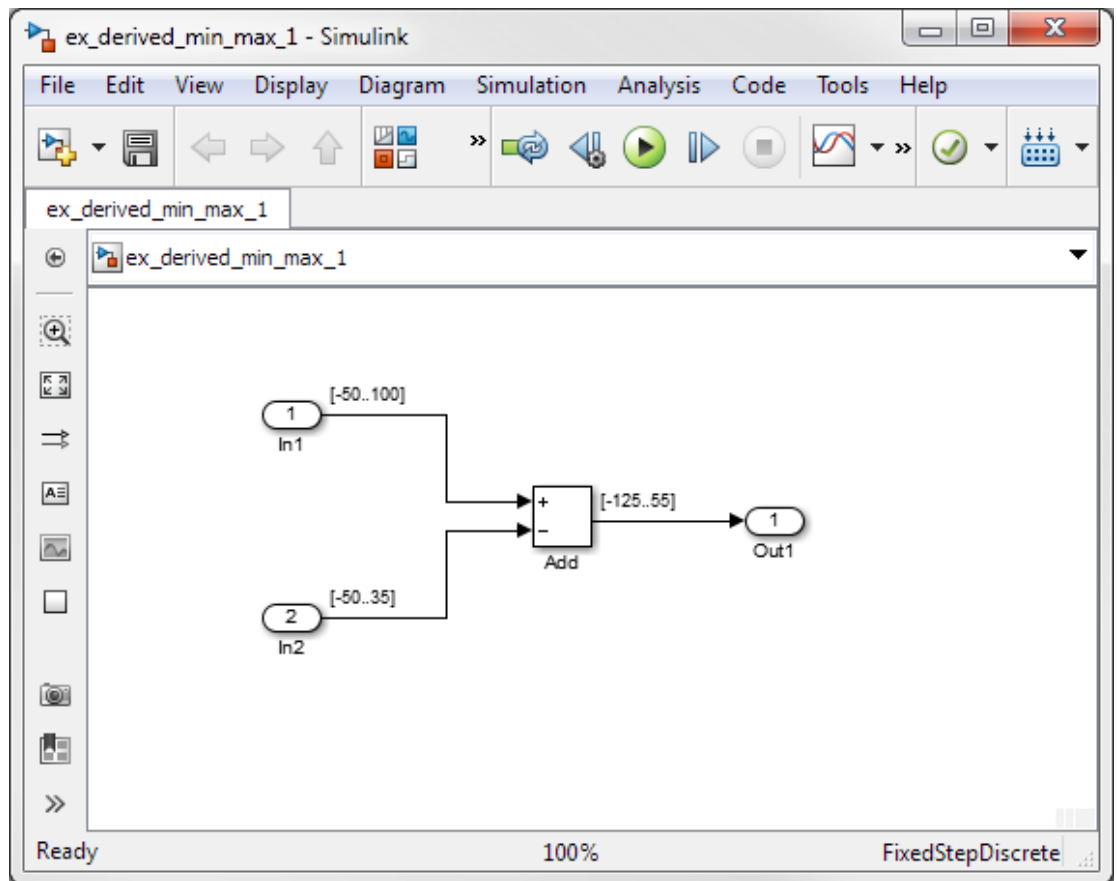 ex_derived_min_max_1 - Simulink
File Edit View Display Diagram Simulation Analysis Code Tools Help
ex_derived_min_max_1
ex_derived_min_max_1
[-50..100]
1
In1
+
−
Add
[-125..55]
1
Out1
[-50..35]
2
In2
Ready 100% FixedStepDiscrete